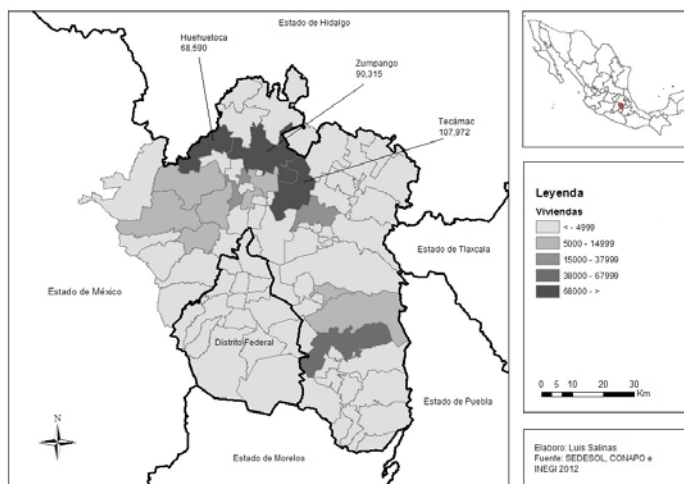 Estado de Hidalgo
Huehuetoca
68,590
Zumpango
90,315
Tecámac
107,972
Estado de Tlaxcala
Estado de México
Distrito Federal
Estado de Puebla
Estado de Morelos
N
Leyenda
Viviendas
< - 4999
5000 - 14999
15000 - 37999
38000 - 67999
68000 - >
0 5 10 20 30
Km
Elaboro: Luis Salinas
Fuente: SEDESOL, CONAPO e
INEGI 2012